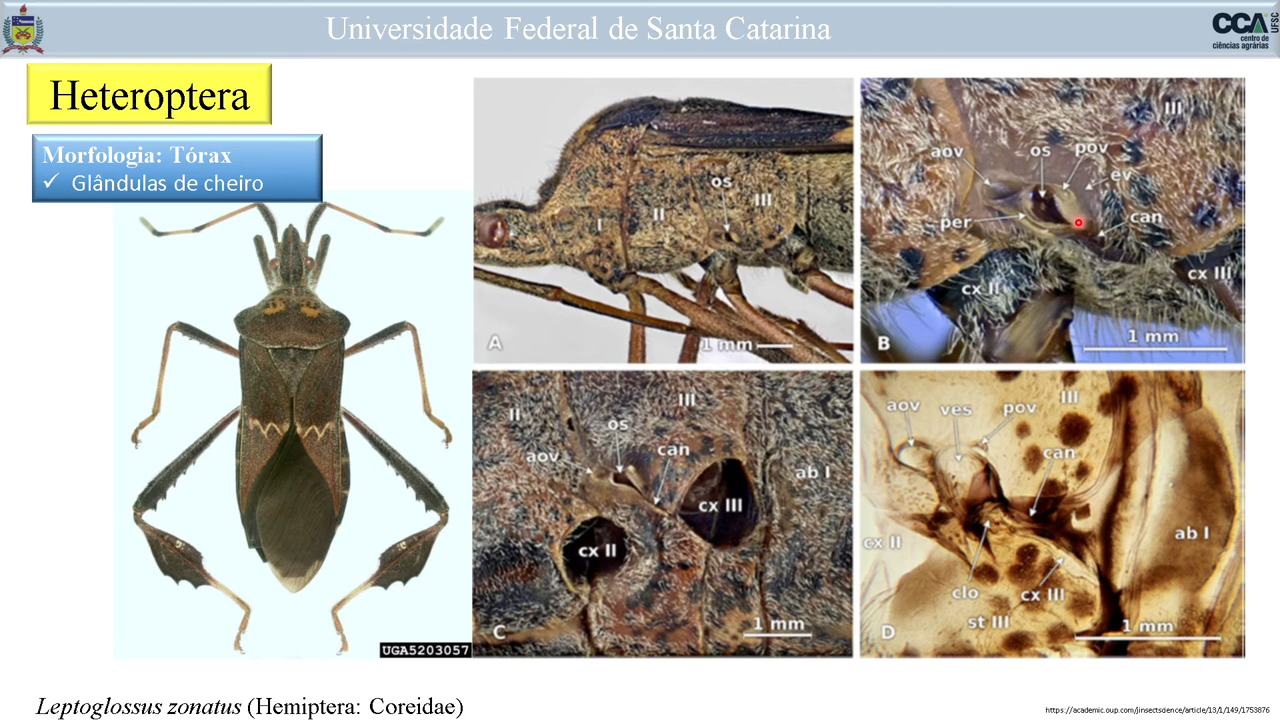 Universidade Federal de Santa Catarina
CCA
UFSC
centro de
ciências agrárias
Heteroptera
Morfologia: Tórax
✓ Glândulas de cheiro
os
I
II
III
A
1 mm
III
aov
os
pov
ev
per
can
cx II
cx III
B
1 mm
II
III
os
aov
can
ab I
cx III
cx II
C
1 mm
aov
ves
pov
III
can
cx II
ab I
clo
cx III
st III
D
1 mm
UGA5203057
Leptoglossus zonatus (Hemiptera: Coreidae)
https://academic.oup.com/jinsectscience/article/13/1/149/1753876